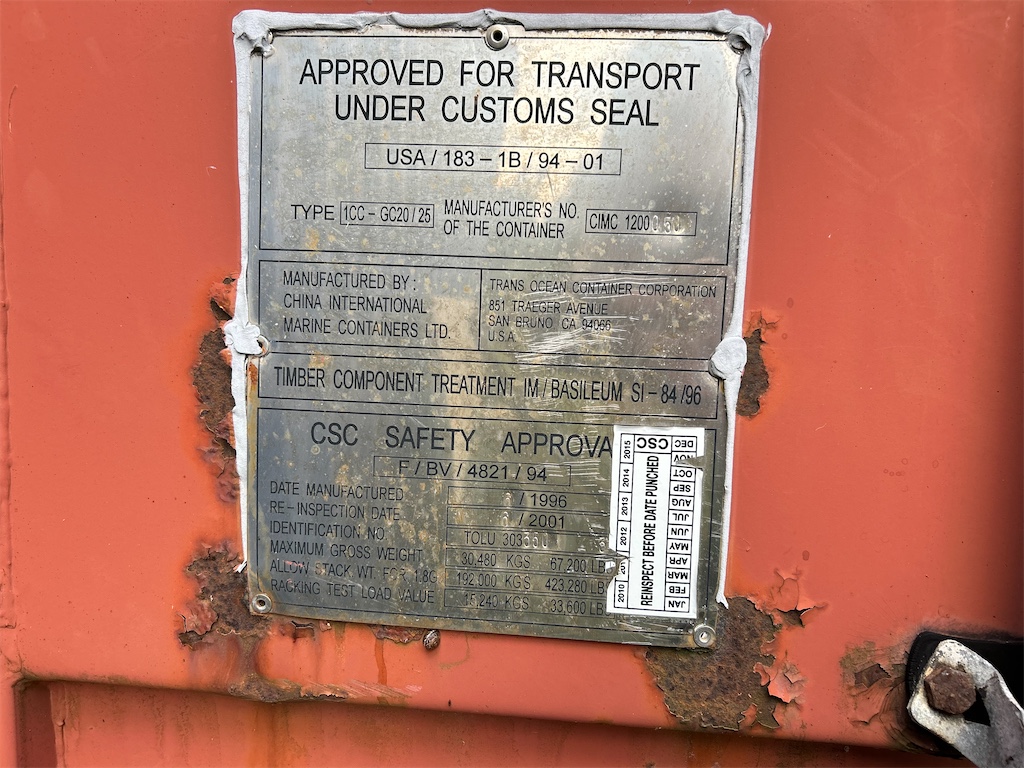 APPROVED FOR TRANSPORT
UNDER CUSTOMS SEAL
USA / 183 – 1B / 94 – 01
TYPE 1CC – GC20 / 25 MANUFACTURER'S NO. OF THE CONTAINER CIMC 1200
MANUFACTURED BY :
CHINA INTERNATIONAL
MARINE CONTAINERS LTD.
TRANS OCEAN CONTAINER CORPORATION
851 TRAEGER AVENUE
SAN BRUNO CA 94066
U.S.A.
TIMBER COMPONENT TREATMENT IM / BASILEUM SI – 84 / 96
CSC SAFETY APPROVA
F / BV / 4821 / 94
DATE MANUFACTURED / 1996
RE – INSPECTION DATE / 2001
IDENTIFICATION NO TOLU
MAXIMUM GROSS WEIGHT 30,480 KGS 67,200 LB
ALLOW STACK. WT. FOR 1.8G 192,000 KGS 423,280 LB
RACKING TEST LOAD VALUE 15,240 KGS 33,600 LB
2010 2012 2013 2014 2015
REINSPECT BEFORE DATE PUNCHED CSC
JAN FEB MAR APR MAY JUN JUL AUG SEP OCT NOV DEC